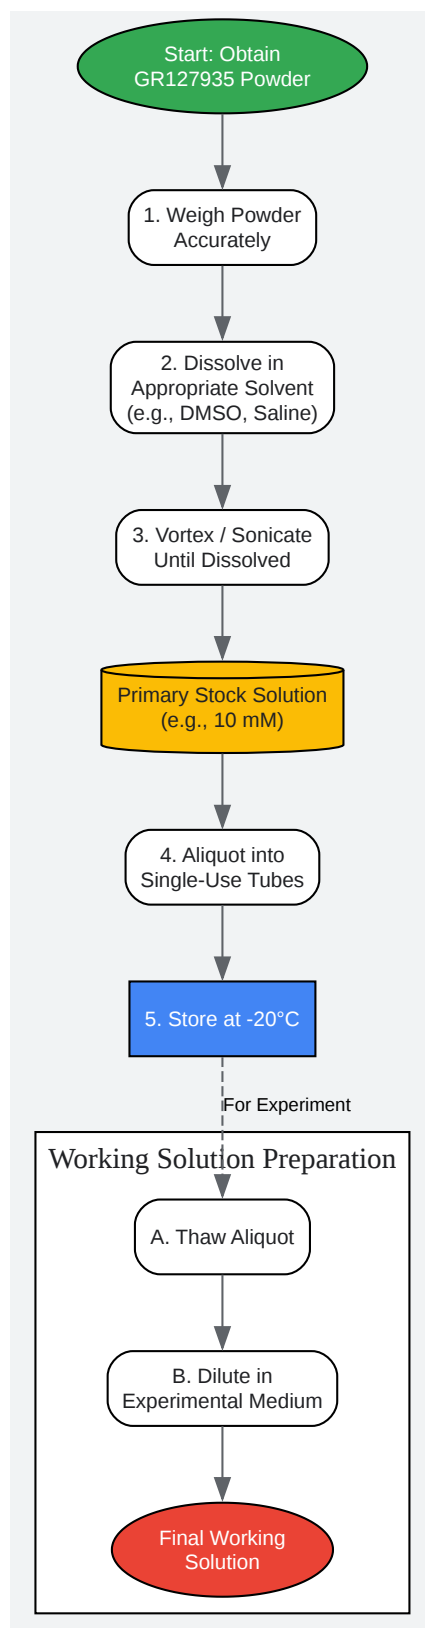 Start: Obtain
GR127935 Powder
1. Weigh Powder
Accurately
2. Dissolve in
Appropriate Solvent
(e.g., DMSO, Saline)
3. Vortex / Sonicate
Until Dissolved
Primary Stock Solution
(e.g., 10 mM)
4. Aliquot into
Single-Use Tubes
5. Store at -20°C
For Experiment
Working Solution Preparation
A. Thaw Aliquot
B. Dilute in
Experimental Medium
Final Working
Solution